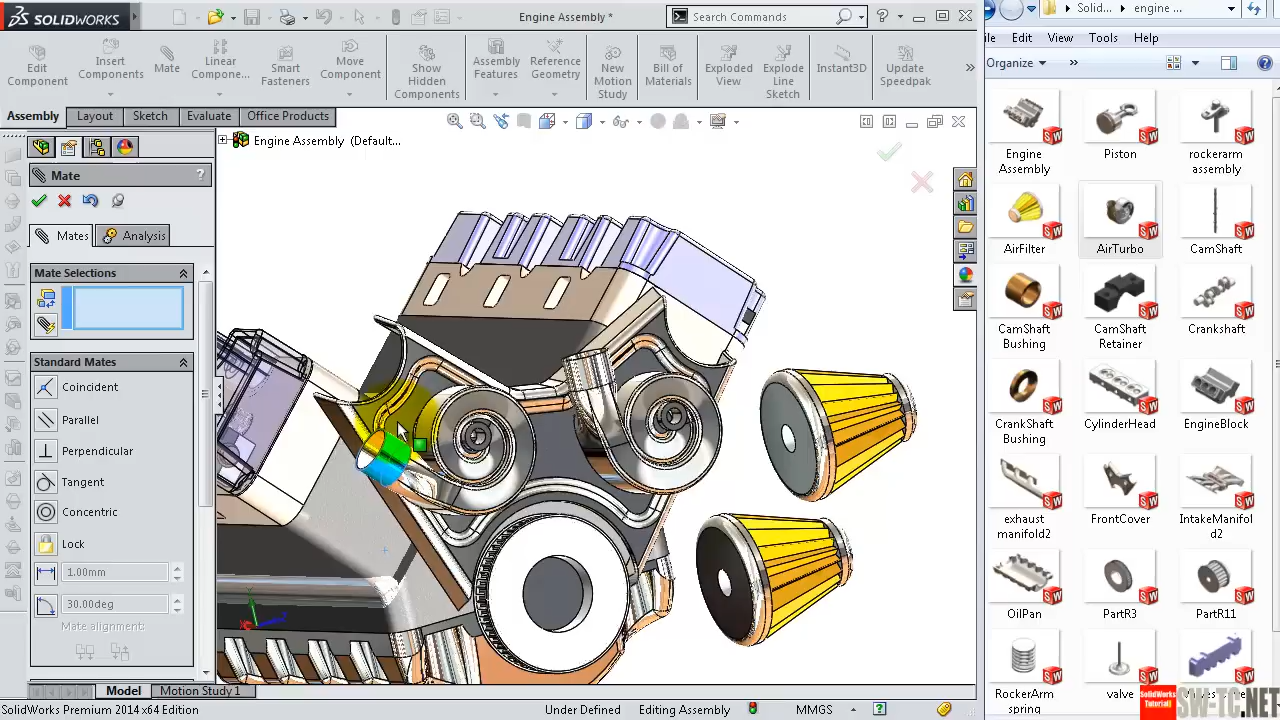 SOLIDWORKS
Engine Assembly *
Search Commands
Edit Component
Insert Components
Mate
Linear Compone...
Smart Fasteners
Move Component
Show Hidden Components
Assembly Features
Reference Geometry
New Motion Study
Bill of Materials
Exploded View
Explode Line Sketch
Instant3D
Update Speedpak
Assembly
Layout
Sketch
Evaluate
Office Products
Engine Assembly (Default...
Mate
?
Mates
Analysis
Mate Selections
Standard Mates
Coincident
Parallel
Perpendicular
Tangent
Concentric
Lock
1.00mm
30.00deg
Mate alignment:
Model
Motion Study 1
SolidWorks Premium 2014 x64 Edition
Under Defined
Editing Assembly
MMGS
?
Solid...
engine ...
ile
Edit
View
Tools
Help
Organize
»
Engine Assembly
Piston
rockerarm assembly
AirFilter
AirTurbo
CamShaft
CamShaft Bushing
CamShaft Retainer
Crankshaft
CrankShaft Bushing
CylinderHead
EngineBlock
exhaust manifold2
FrontCover
IntakeManifold2
OilPan
PartR3
PartR11
RockerArm spring
valve
SolidWorks Tutorial
SW-TC.NET